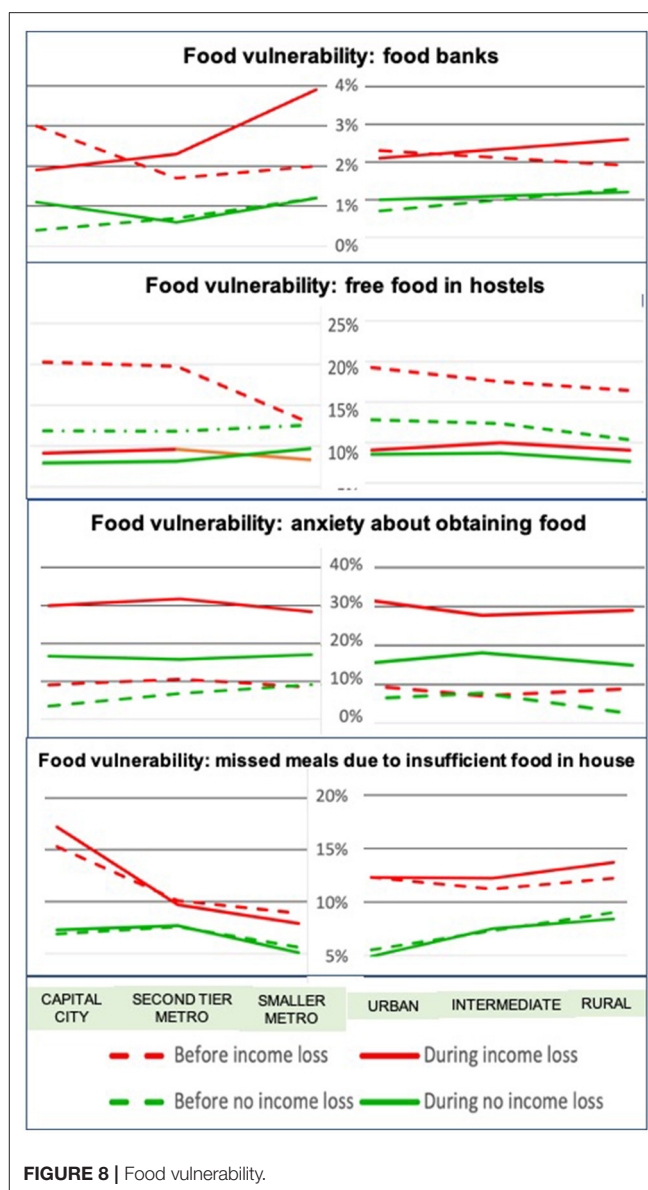 Food vulnerability: food banks
4%
3%
2%
1%
0%
Food vulnerability: free food in hostels
25%
20%
15%
10%
Food vulnerability: anxiety about obtaining food
40%
30%
20%
10%
0%
Food vulnerability: missed meals due to insufficient food in house
20%
15%
10%
5%
CAPITAL CITY
SECOND TIER METRO
SMALLER METRO
URBAN
INTERMEDIATE
RURAL
Before income loss
During income loss
Before no income loss
During no income loss
FIGURE 8 | Food vulnerability.